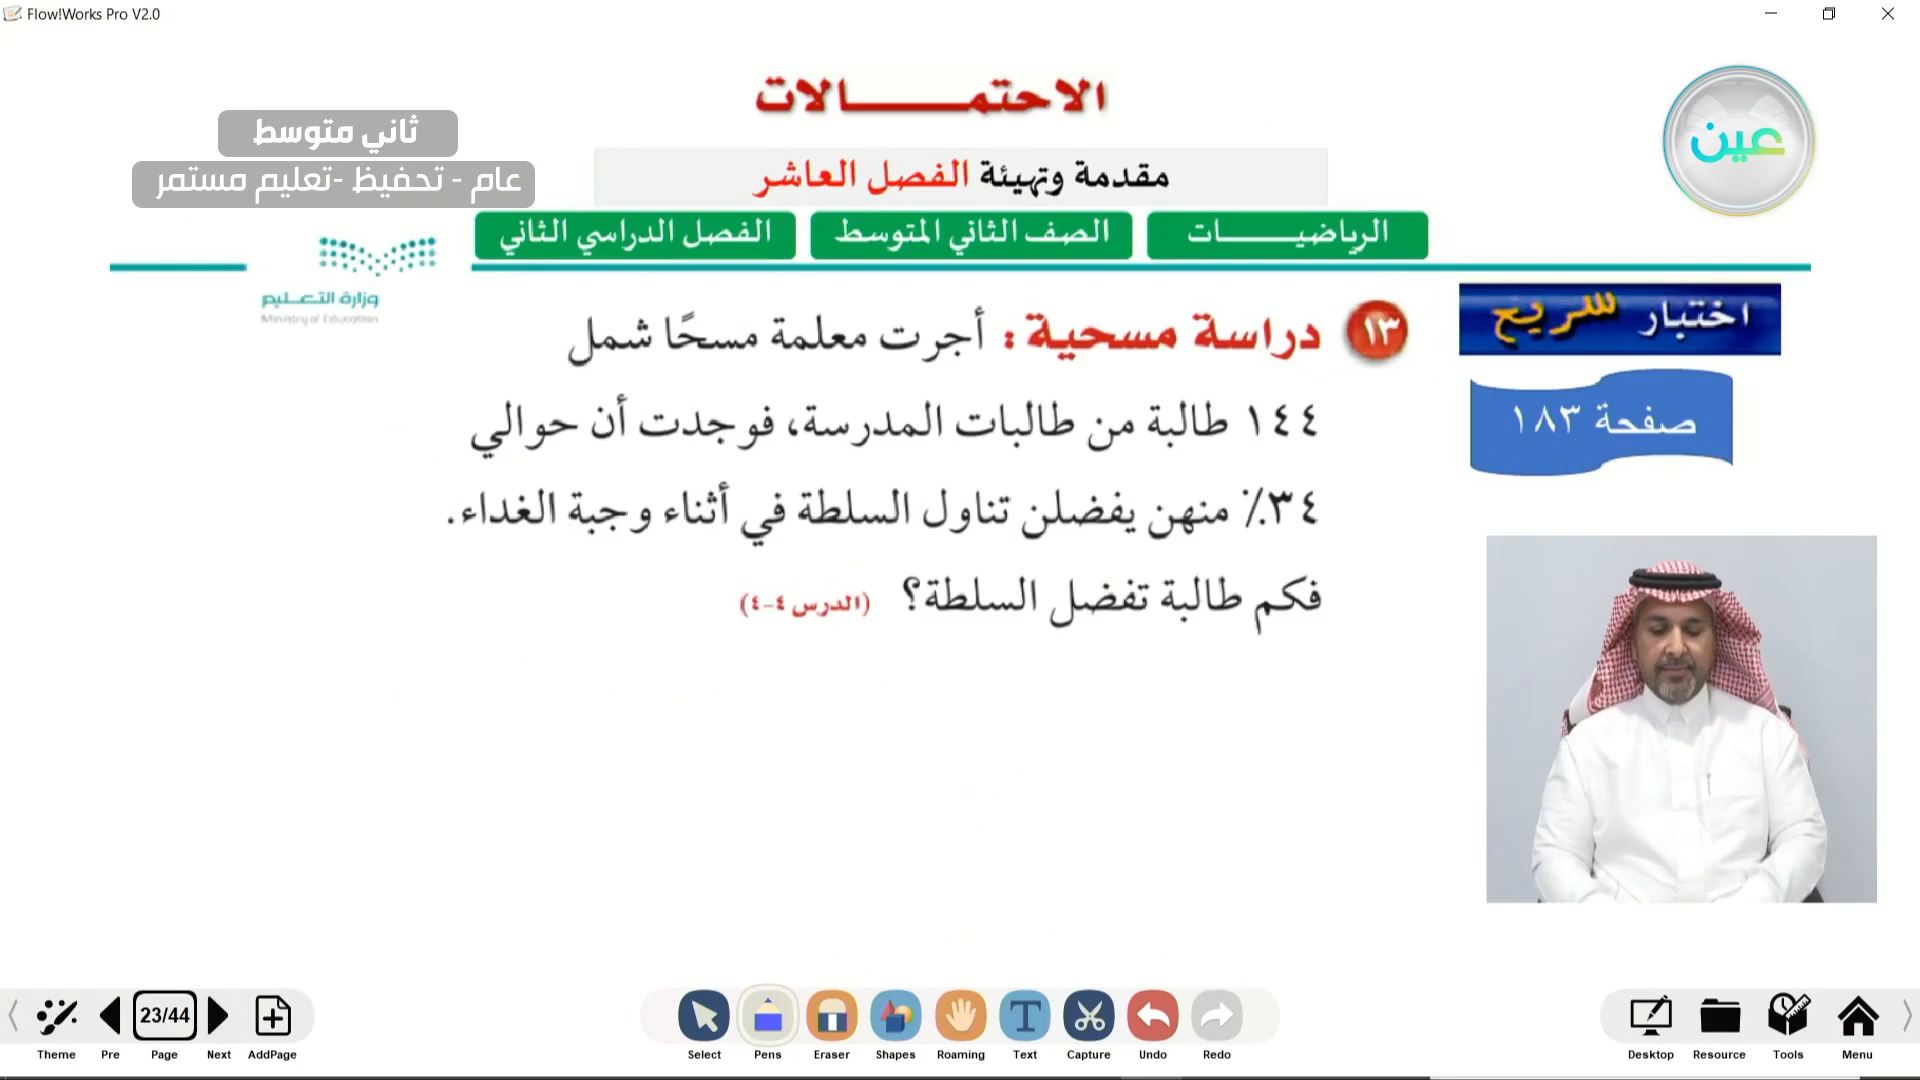 Flow!Works Pro V2.0
الاحتمـــــالات
عين
ثاني متوسط
عام - تحفيظ -تعليم مستمر
مقدمة وتهيئة الفصل العاشر
الرياضيـــــات
الصف الثاني المتوسط
الفصل الدراسي الثاني
وزارة التعـليم
Ministry of Education
اختبار سريع
صفحة ١٨٣
١٣ دراسة مسحية : أجرت معلمة مسحًا شمل
١٤٤ طالبة من طالبات المدرسة، فوجدت أن حوالي
٣٤٪ منهن يفضلن تناول السلطة في أثناء وجبة الغداء.
فكم طالبة تفضل السلطة؟ (الدرس ٤-٤)
23/44
Theme Pre Page Next AddPage
Select Pens Eraser Shapes Roaming Text Capture Undo Redo
Desktop Resource Tools Menu